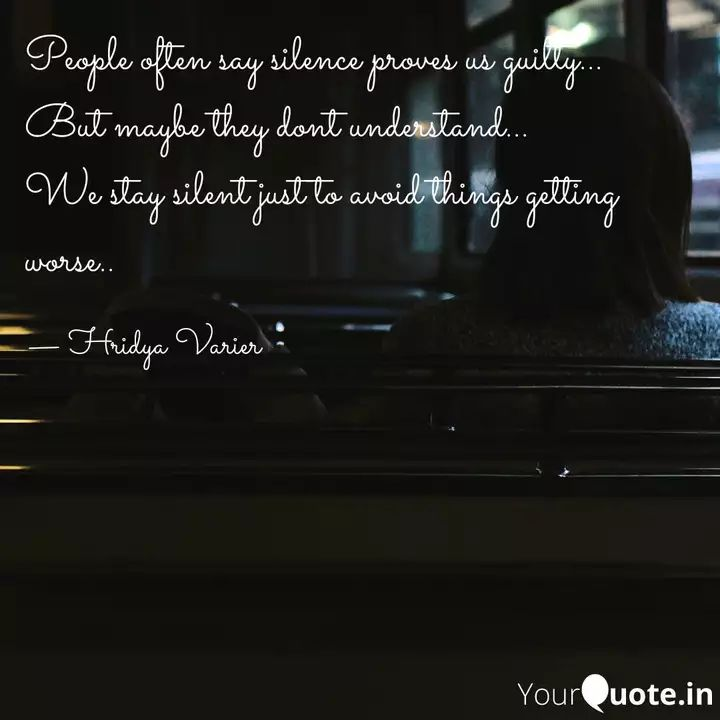 People often say silence proves us guilty...
But maybe they dont understand...
We stay silent just to avoid things getting
worse..
— Hridya Varier
YourQuote.in